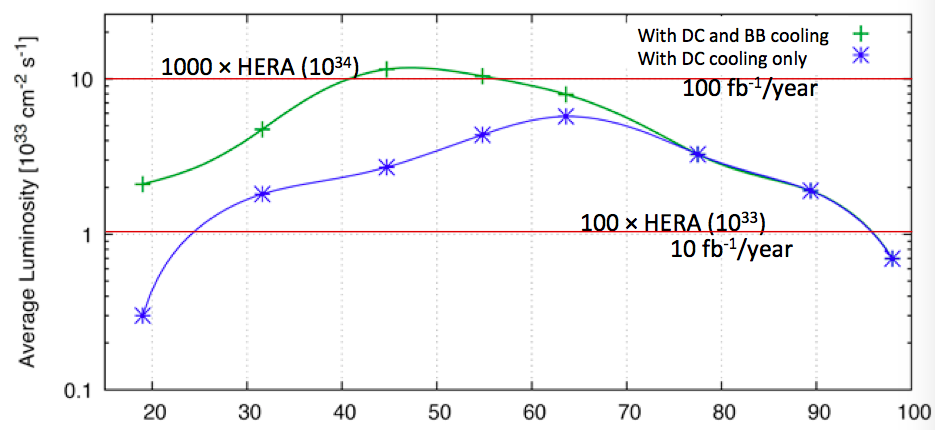 With DC and BB cooling
With DC cooling only
1000 × HERA (10³⁴)
100 fb⁻¹/year
100 × HERA (10³³)
10 fb⁻¹/year
Average Luminosity [10³³ cm⁻² s⁻¹]
10
1
0.1
20 30 40 50 60 70 80 90 100